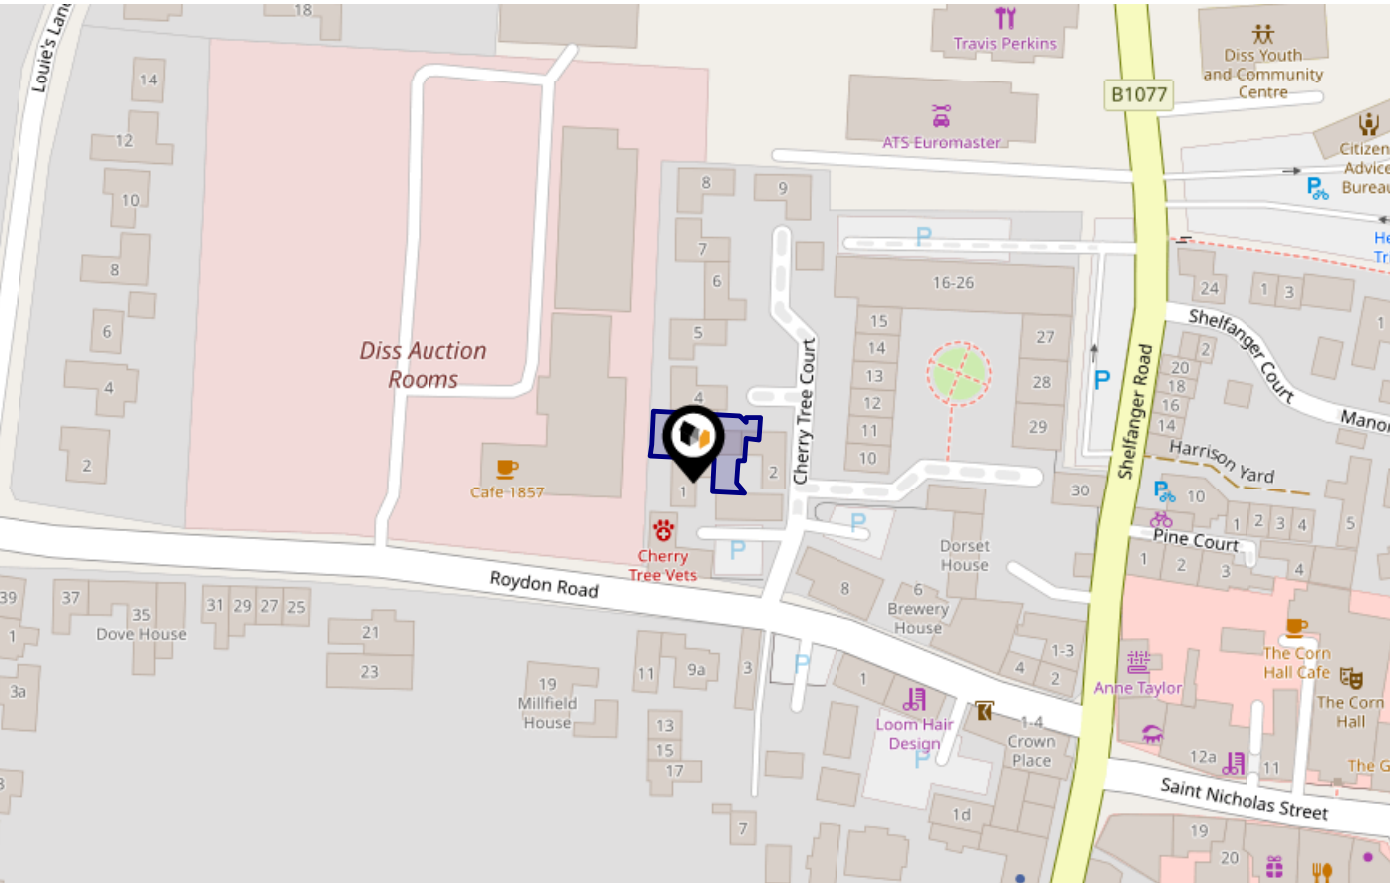 Louie's Lane
18
Travis Perkins
Diss Youth
and Community
Centre
B1077
14
12
10
8
6
4
2
ATS Euromaster
Citizen
Advice
Bureau
P
8
9
7
6
5
4
2
1
P
16-26
15
14
13
12
11
10
27
28
29
30
P
Diss Auction
Rooms
Cafe 1857
Cherry Tree Court
Shelfanger Road
24
1
3
1
Shelfanger Court
Manor
2
20
18
16
14
Harrison Yard
P
10
1
2
3
4
5
Pine Court
1
2
3
4
Cherry
Tree Vets
P
P
Roydon Road
Dorset
House
8
6
Brewery
House
1-3
4
2
39
37
35
Dove House
31
29
27
25
1
3a
21
23
19
Millfield
House
11
9a
3
P
13
15
17
7
1
Loom Hair
Design
P
1-4
Crown
Place
1d
Anne Taylor
The Corn
Hall Cafe
The Corn
Hall
12a
11
The G
Saint Nicholas Street
19
20
He
Tr